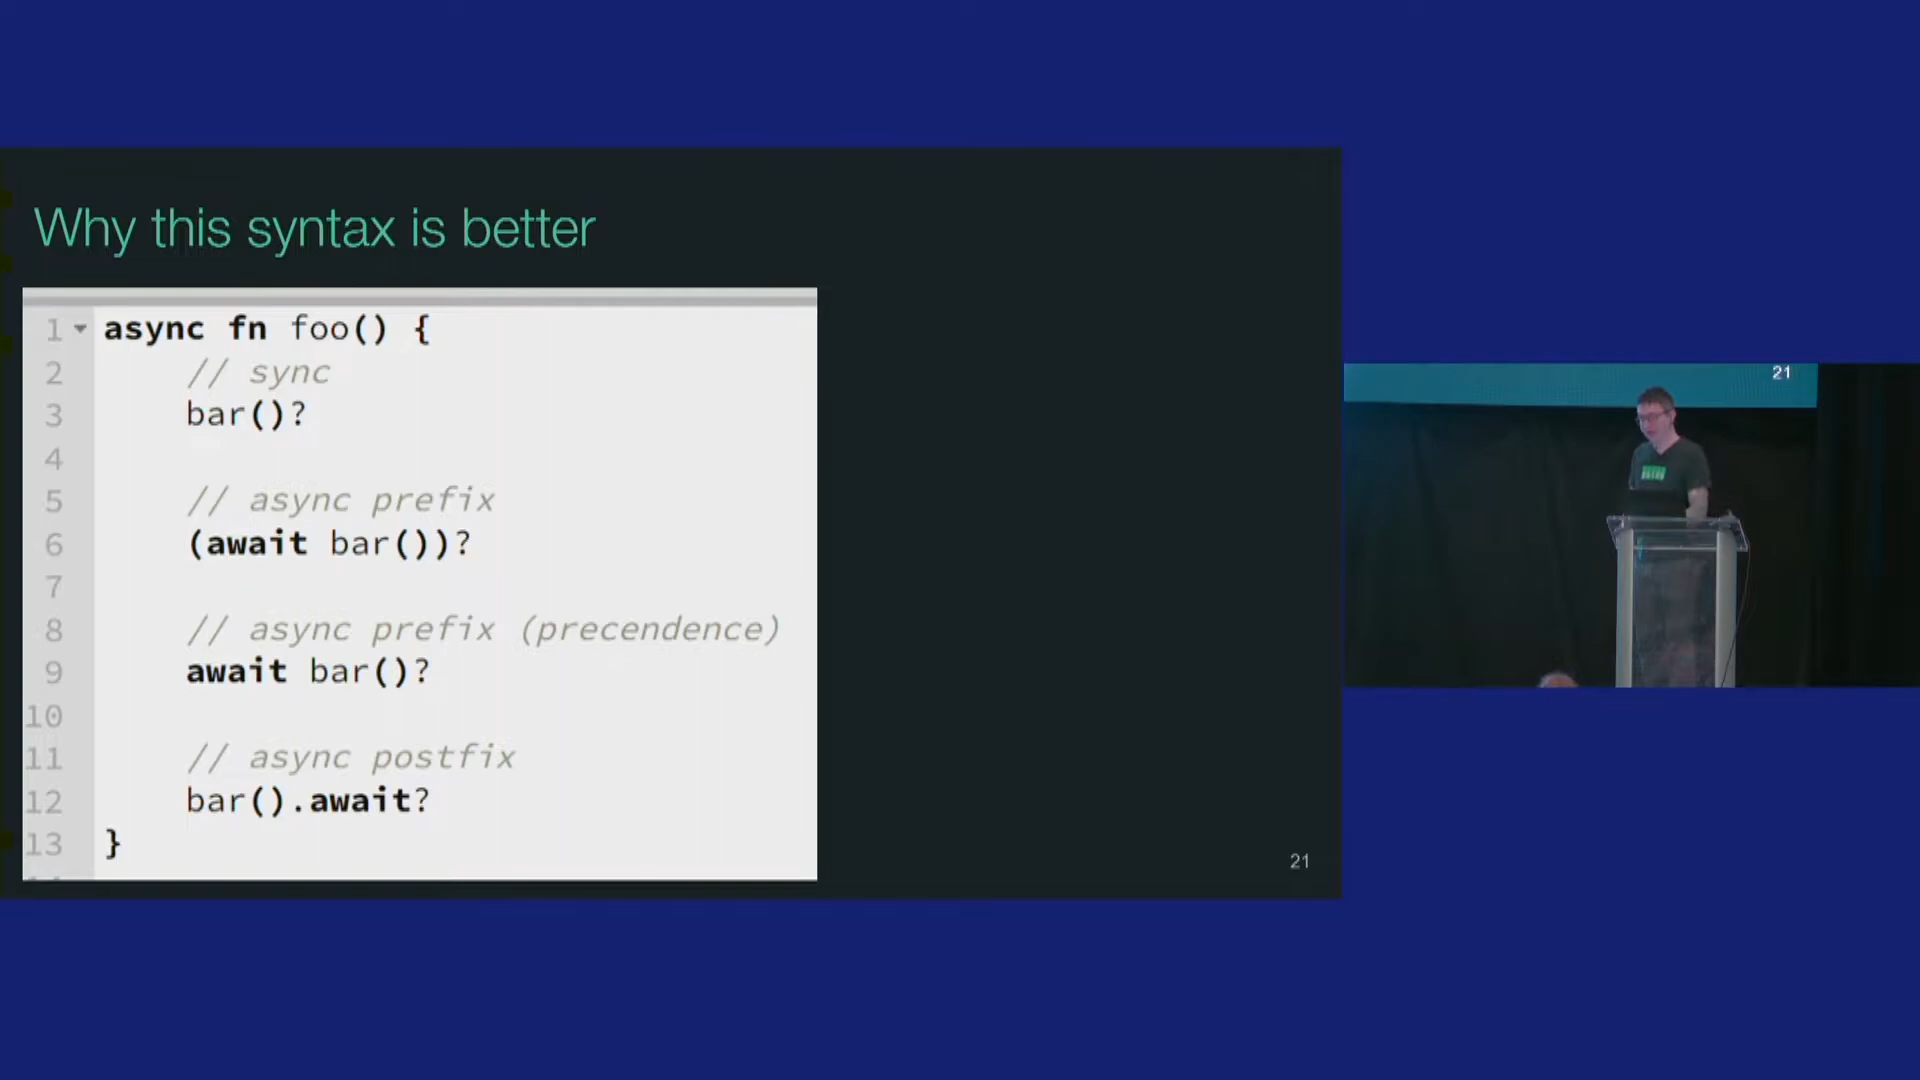 Why this syntax is better
1 async fn foo() {
2 // sync
3 bar()?
4
5 // async prefix
6 (await bar())?
7
8 // async prefix (precendence)
9 await bar()?
10
11 // async postfix
12 bar().await?
13 }
21
21